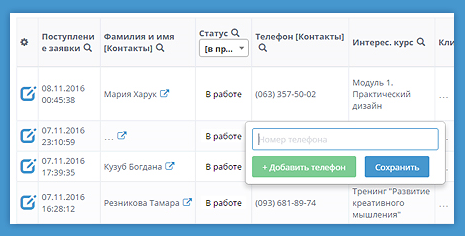 Поступлени
е заявки
Фамилия и имя
[Контакты]
Статус
[в пр...
Телефон [Контакты]
Интерес. курс
Кли
08.11.2016
00:45:38
Мария Харук
В работе
(063) 357-50-02
Модуль 1.
Практический
дизайн
...
07.11.2016
23:10:59
...
В работе
Номер телефона
+ Добавить телефон
Сохранить
07.11.2016
17:39:35
Кузуб Богдана
В работе
07.11.2016
16:28:12
Резникова Тамара
В работе
(093) 681-89-74
Тренинг "Развитие
креативного
мышления"
...